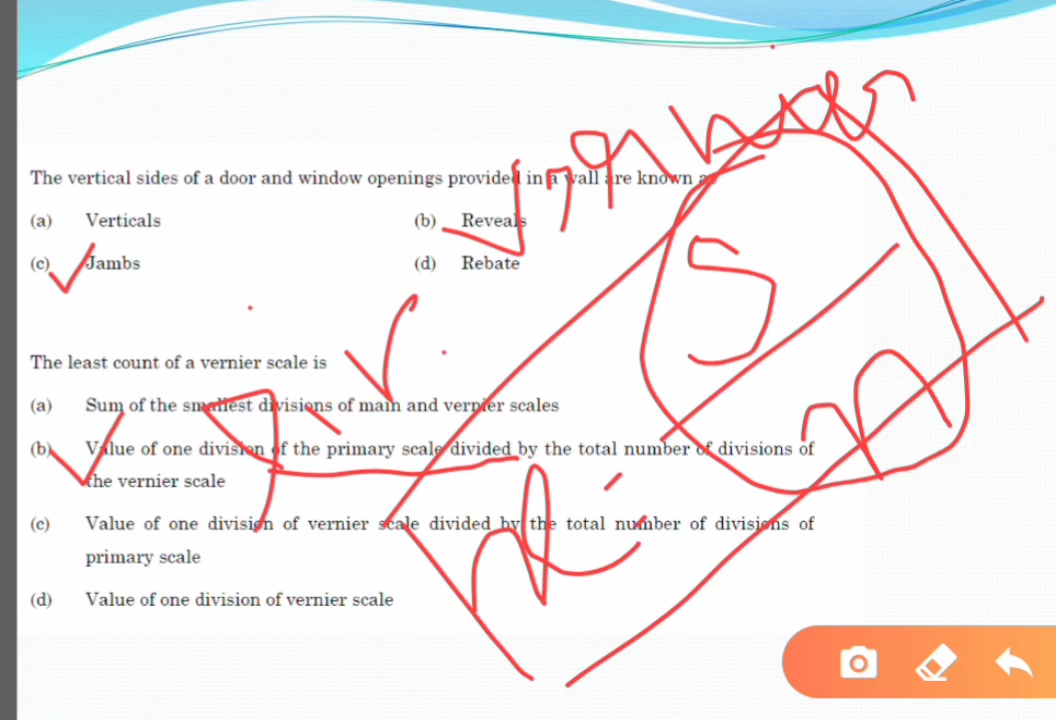 The vertical sides of a door and window openings provided in a wall are known as
(a) Verticals (b) Reveals
(c) Jambs (d) Rebate
The least count of a vernier scale is
(a) Sum of the smallest divisions of main and vernier scales
(b) Value of one division of the primary scale divided by the total number of divisions of
the vernier scale
(c) Value of one division of vernier scale divided by the total number of divisions of
primary scale
(d) Value of one division of vernier scale